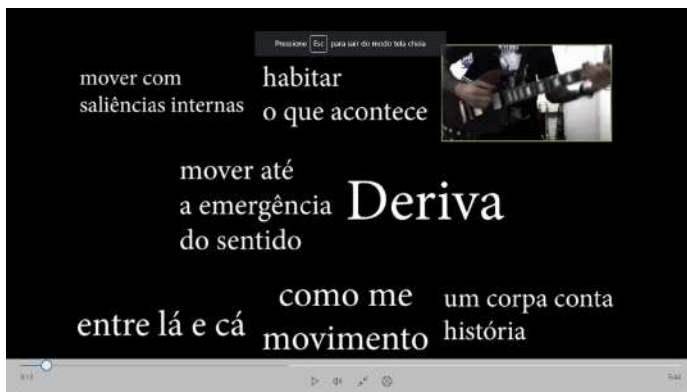 Pressione Esc para sair do modo tela cheia
mover com
saliências internas
habitar
o que acontece
mover até
a emergência
do sentido
Deriva
entre lá e cá
como me
movimento
um corpa conta
história